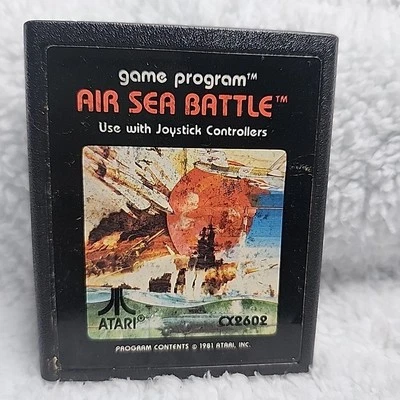 game program™
AIR SEA BATTLE™
Use with Joystick Controllers
ATARI® CX2602
PROGRAM CONTENTS © 1981 ATARI, INC.